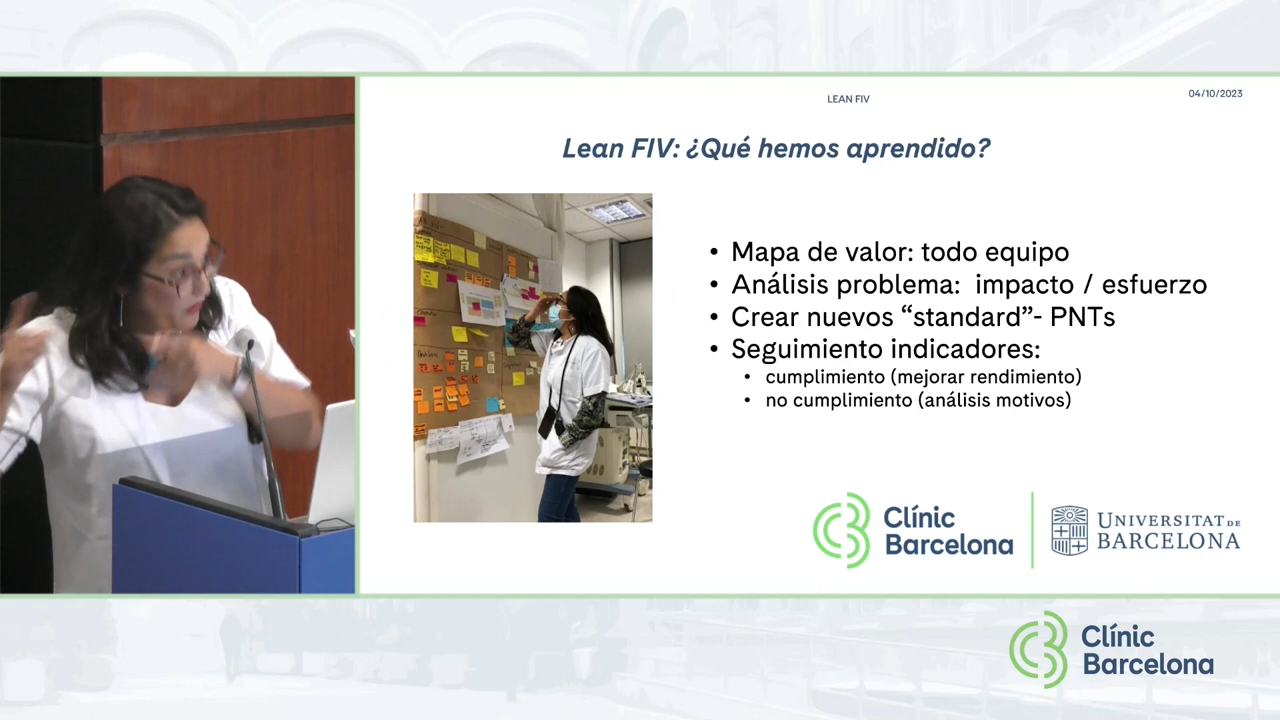 LEAN FIV
04/10/2023
Lean FIV: ¿Qué hemos aprendido?
• Mapa de valor: todo equipo
• Análisis problema:  impacto / esfuerzo
• Crear nuevos “standard”- PNTs
• Seguimiento indicadores:
• cumplimiento (mejorar rendimiento)
• no cumplimiento (análisis motivos)
Clínic
Barcelona
UNIVERSITAT DE
BARCELONA
Clínic
Barcelona